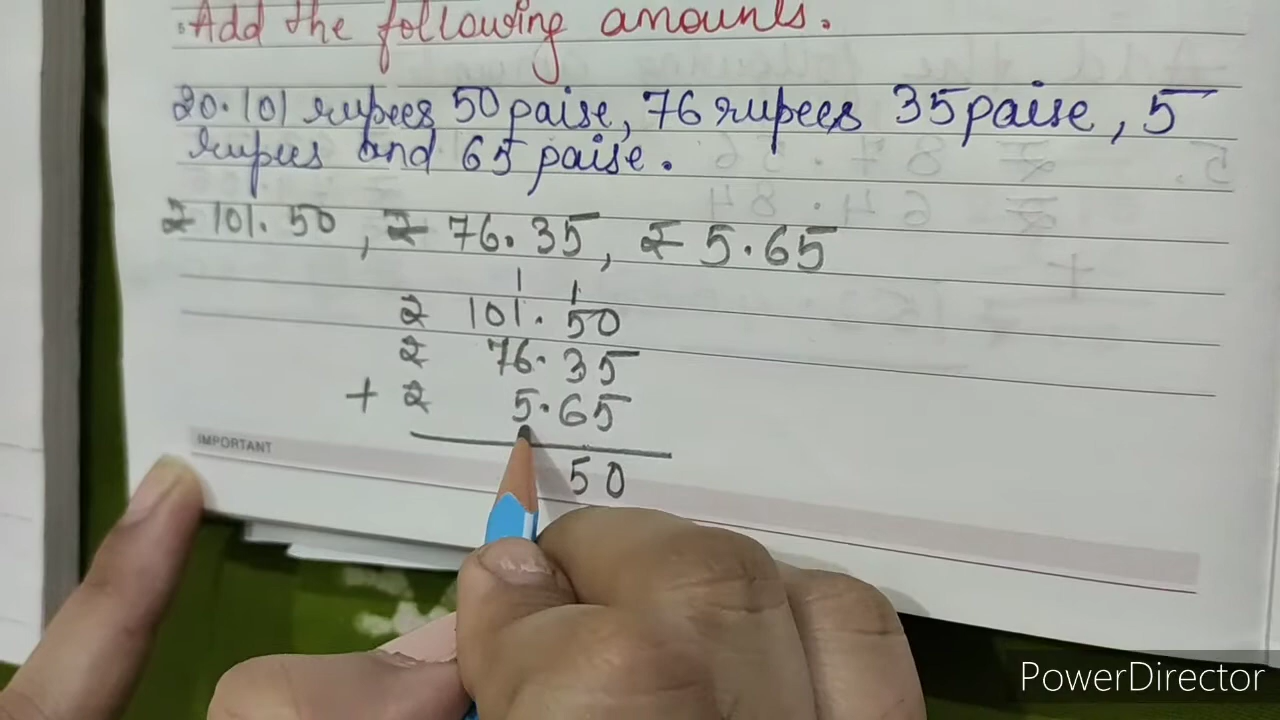 Add the following amounts.
20. 101 rupees 50 paise, 76 rupees 35 paise, 5
rupees and 65 paise.
₹ 101.50, ₹ 76.35, ₹ 5.65
1 1
₹ 101.50
₹ 76.35
+ ₹ 5.65
IMPORTANT
50
PowerDirector